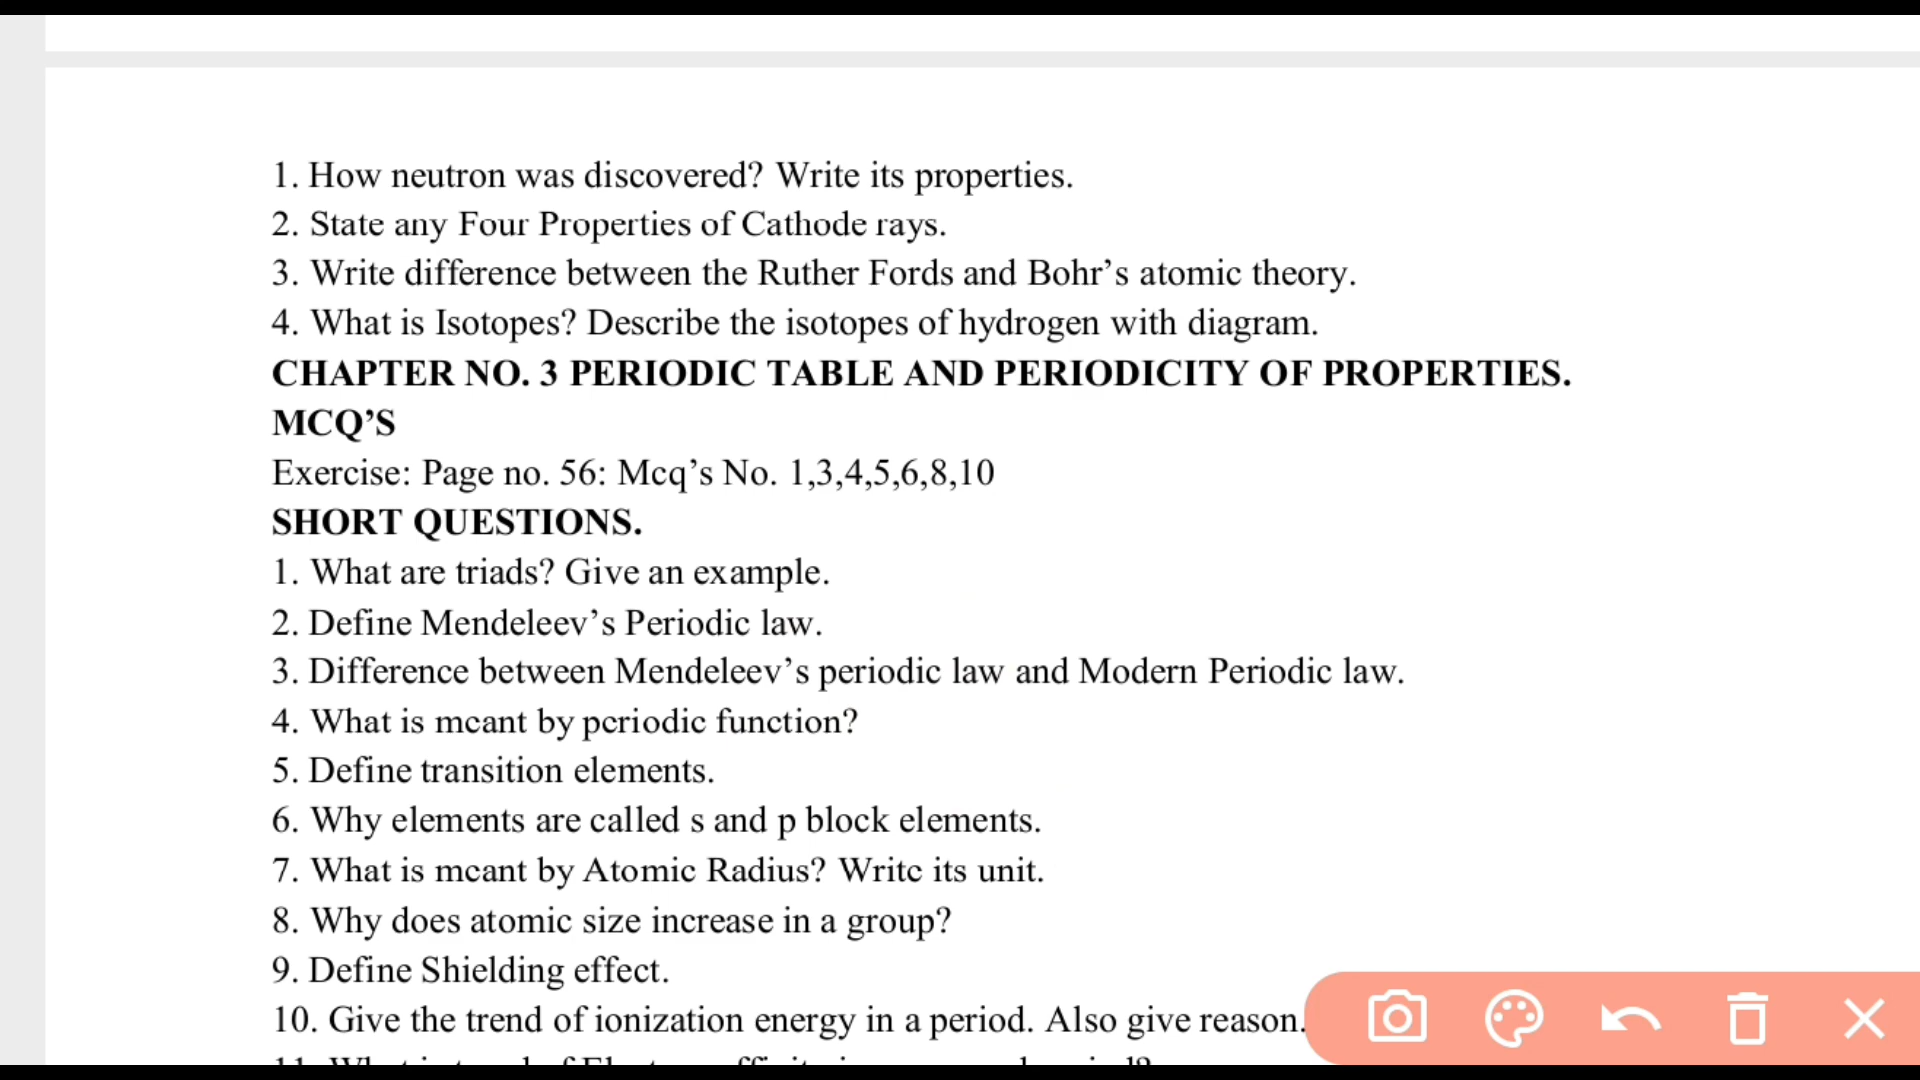 1. How neutron was discovered? Write its properties.
2. State any Four Properties of Cathode rays.
3. Write difference between the Ruther Fords and Bohr’s atomic theory.
4. What is Isotopes? Describe the isotopes of hydrogen with diagram.
CHAPTER NO. 3 PERIODIC TABLE AND PERIODICITY OF PROPERTIES.
MCQ’S
Exercise: Page no. 56: Mcq’s No. 1,3,4,5,6,8,10
SHORT QUESTIONS.
1. What are triads? Give an example.
2. Define Mendeleev’s Periodic law.
3. Difference between Mendeleev’s periodic law and Modern Periodic law.
4. What is meant by periodic function?
5. Define transition elements.
6. Why elements are called s and p block elements.
7. What is meant by Atomic Radius? Write its unit.
8. Why does atomic size increase in a group?
9. Define Shielding effect.
10. Give the trend of ionization energy in a period. Also give reason.